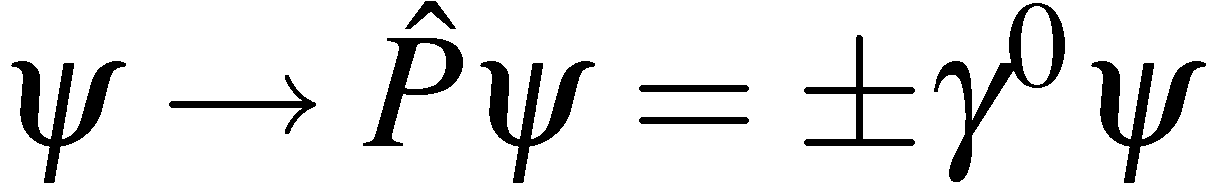 ψ → P̂ψ = ±γ⁰ψ